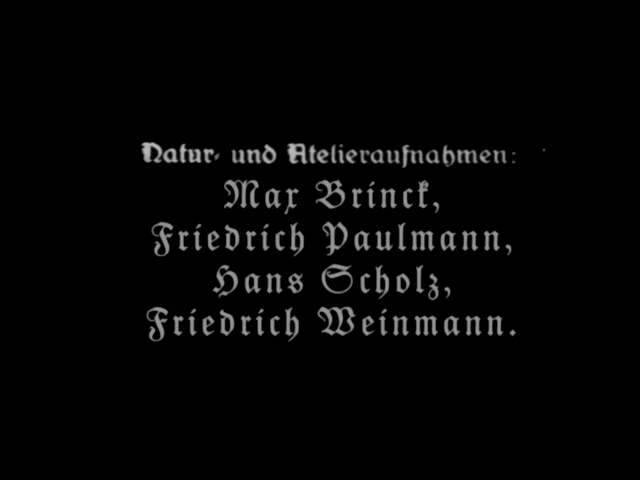 Natur- und Atelieraufnahmen:
Max Brinck,
Friedrich Paulmann,
Hans Scholz,
Friedrich Weinmann.